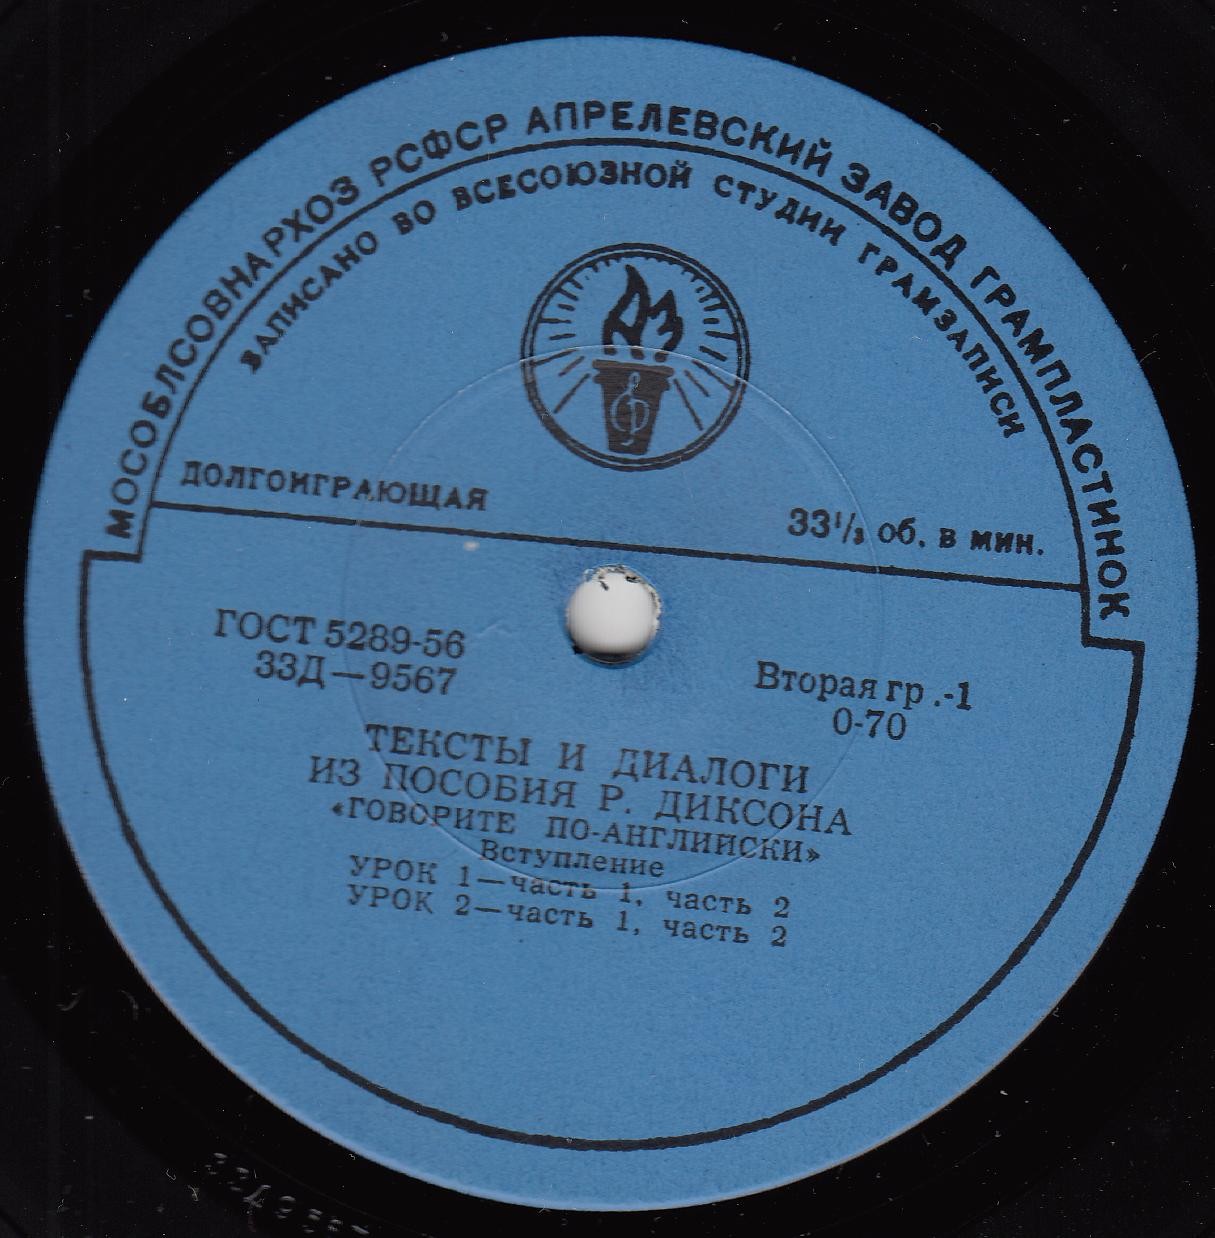 МОСОБЛСОВНАРХОЗ РСФСР АПРЕЛЕВСКИЙ ЗАВОД ГРАМПЛАСТИНОК
ЗАПИСАНО ВО ВСЕСОЮЗНОЙ СТУДИИ ГРАМЗАПИСИ
ДОЛГОИГРАЮЩАЯ
33⅓ об. в мин.
ГОСТ 5289-56
33Д—9567
Вторая гр.-1
0-70
ТЕКСТЫ И ДИАЛОГИ
ИЗ ПОСОБИЯ Р. ДИКСОНА
«ГОВОРИТЕ ПО-АНГЛИЙСКИ»
Вступление
УРОК 1—часть 1, часть 2
УРОК 2—часть 1, часть 2